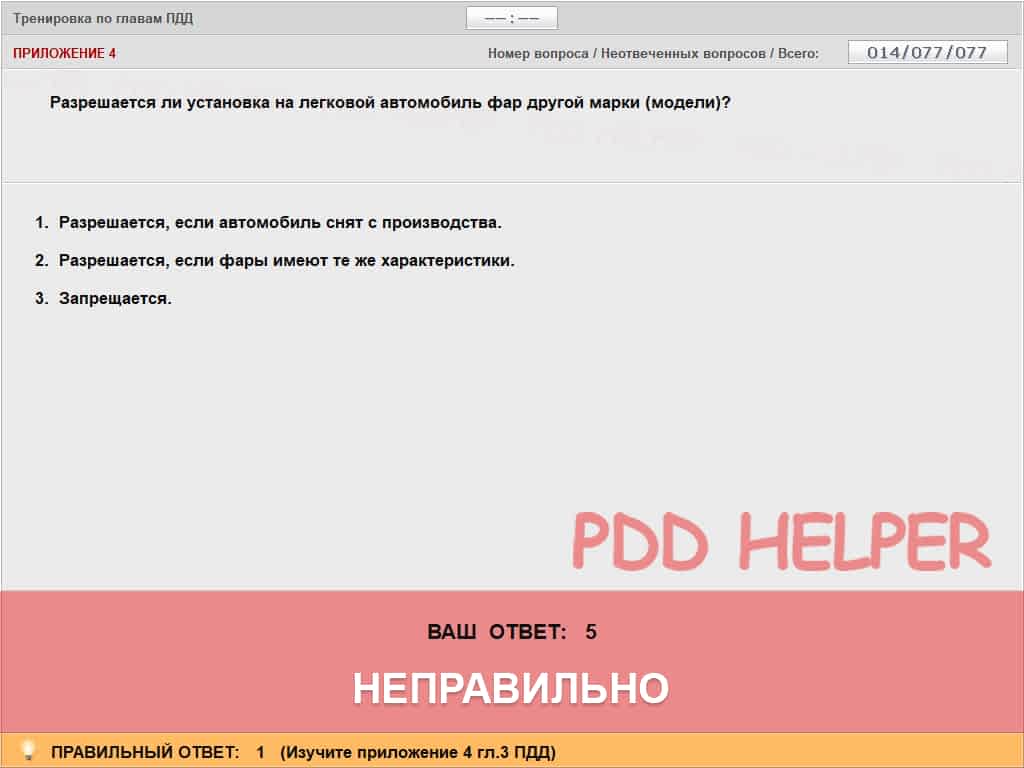 Тренировка по главам ПДД
–– : ––
ПРИЛОЖЕНИЕ 4
Номер вопроса / Неотвеченных вопросов / Всего:
014/077/077
Разрешается ли установка на легковой автомобиль фар другой марки (модели)?
1. Разрешается, если автомобиль снят с производства.
2. Разрешается, если фары имеют те же характеристики.
3. Запрещается.
PDD HELPER
ВАШ ОТВЕТ: 5
НЕПРАВИЛЬНО
ПРАВИЛЬНЫЙ ОТВЕТ: 1 (Изучите приложение 4 гл.3 ПДД)